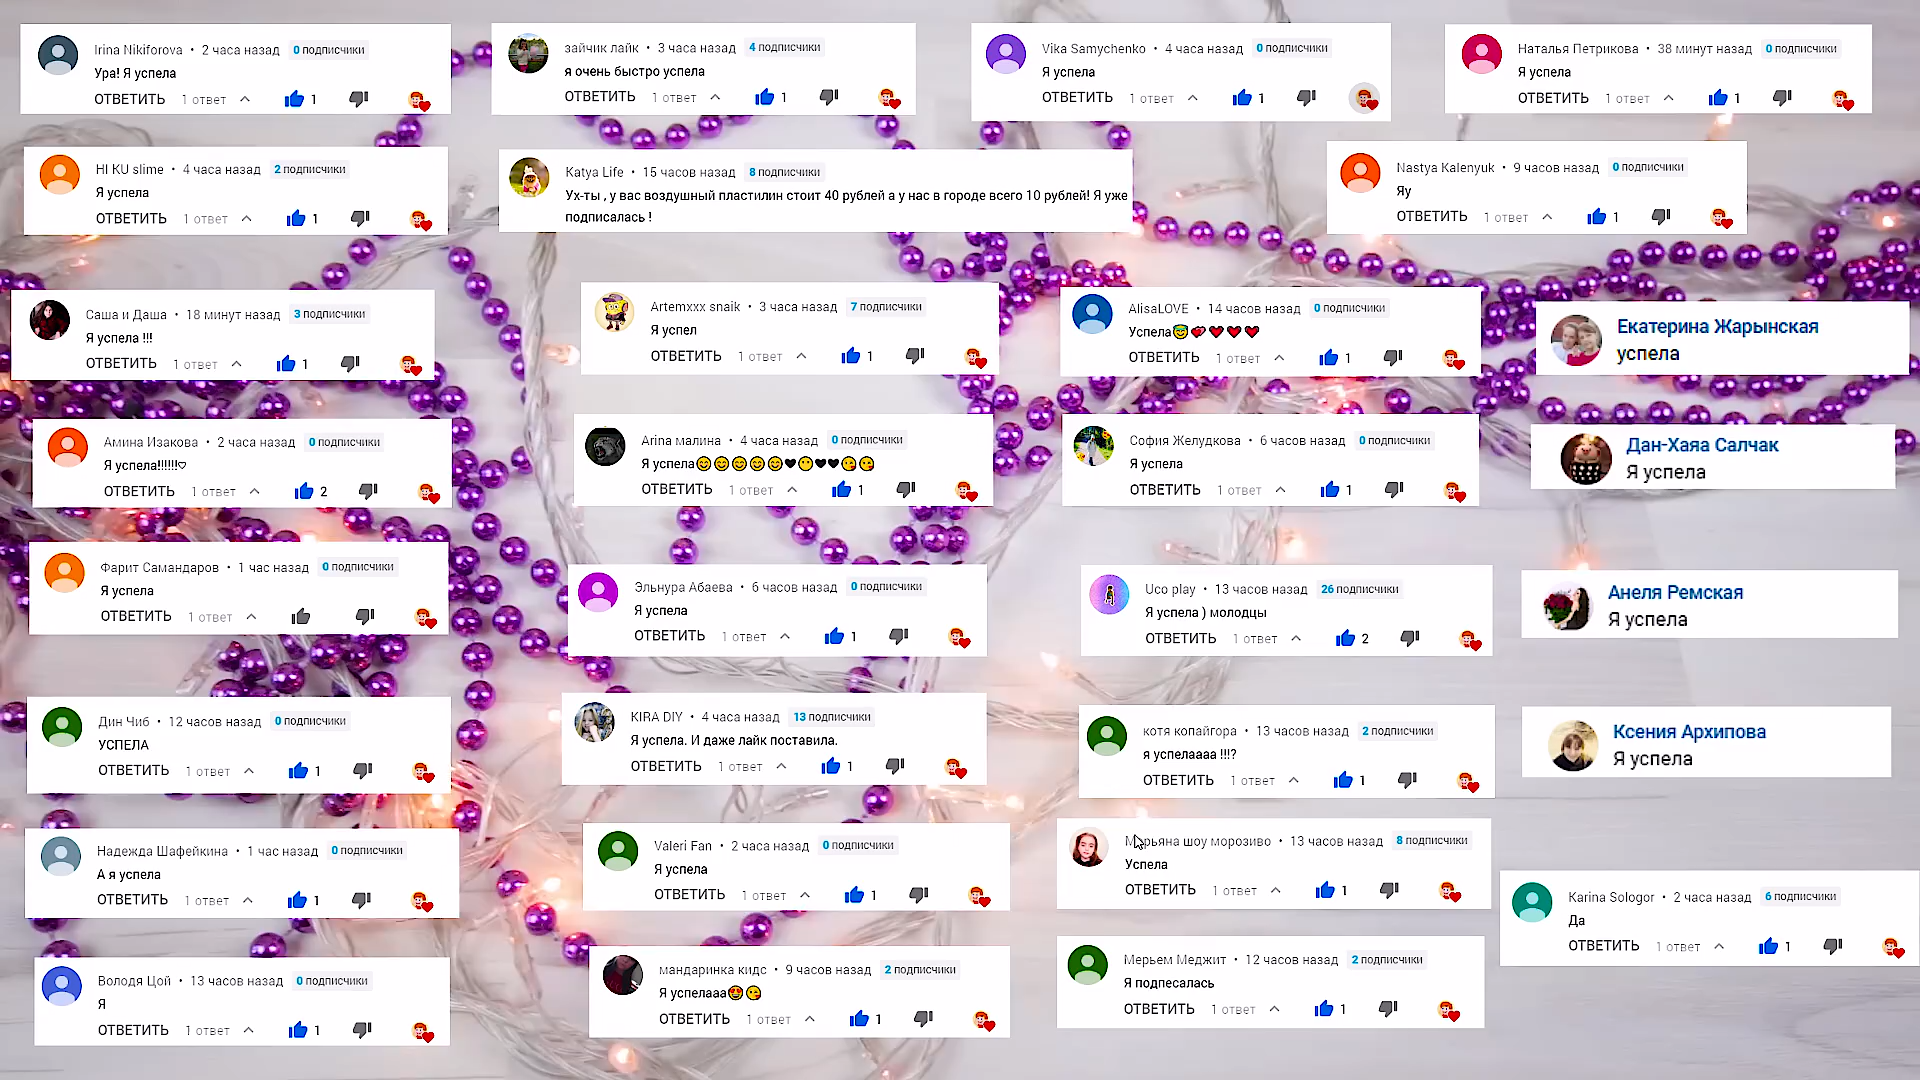 Irina Nikiforova • 2 часа назад 0 подписчики
Ура! Я успела
ОТВЕТИТЬ 1 ответ 1
зайчик лайк • 3 часа назад 4 подписчики
я очень быстро успела
ОТВЕТИТЬ 1 ответ 1
Vika Samychenko • 4 часа назад 0 подписчики
Я успела
ОТВЕТИТЬ 1 ответ 1
Наталья Петрикова • 38 минут назад 0 подписчики
Я успела
ОТВЕТИТЬ 1 ответ 1
HI KU slime • 4 часа назад 2 подписчики
Я успела
ОТВЕТИТЬ 1 ответ 1
Katya Life • 15 часов назад 8 подписчики
Ух-ты , у вас воздушный пластилин стоит 40 рублей а у нас в городе всего 10 рублей! Я уже
подписалась !
Nastya Kalenyuk • 9 часов назад 0 подписчики
Яу
ОТВЕТИТЬ 1 ответ 1
Саша и Даша • 18 минут назад 3 подписчики
Я успела !!!
ОТВЕТИТЬ 1 ответ 1
Artemxxx snaik • 3 часа назад 7 подписчики
Я успел
ОТВЕТИТЬ 1 ответ 1
AlisaLOVE • 14 часов назад 0 подписчики
Успела😇💕❤❤❤
ОТВЕТИТЬ 1 ответ 1
Екатерина Жарынская
успела
Амина Изакова • 2 часа назад 0 подписчики
Я успела!!!!!!♡
ОТВЕТИТЬ 1 ответ 2
Arina малина • 4 часа назад 0 подписчики
Я успела😊😊😊😊😊♥😶♥♥😘😘
ОТВЕТИТЬ 1 ответ 1
София Желудкова • 6 часов назад 0 подписчики
Я успела
ОТВЕТИТЬ 1 ответ 1
Дан-Хаяа Салчак
Я успела
Фарит Самандаров • 1 час назад 0 подписчики
Я успела
ОТВЕТИТЬ 1 ответ
Эльнура Абаева • 6 часов назад 0 подписчики
Я успела
ОТВЕТИТЬ 1 ответ 1
Uco play • 13 часов назад 26 подписчики
Я успела ) молодцы
ОТВЕТИТЬ 1 ответ 2
Анеля Ремская
Я успела
Дин Чиб • 12 часов назад 0 подписчики
УСПЕЛА
ОТВЕТИТЬ 1 ответ 1
KIRA DIY • 4 часа назад 13 подписчики
Я успела. И даже лайк поставила.
ОТВЕТИТЬ 1 ответ 1
котя копайгора • 13 часов назад 2 подписчики
я успелаааа !!!?
ОТВЕТИТЬ 1 ответ 1
Ксения Архипова
Я успела
Надежда Шафейкина • 1 час назад 0 подписчики
А я успела
ОТВЕТИТЬ 1 ответ 1
Valeri Fan • 2 часа назад 0 подписчики
Я успела
ОТВЕТИТЬ 1 ответ 1
Марьяна шоу морозиво • 13 часов назад 8 подписчики
Успела
ОТВЕТИТЬ 1 ответ 1
Karina Sologor • 2 часа назад 6 подписчики
Да
ОТВЕТИТЬ 1 ответ 1
Володя Цой • 13 часов назад 0 подписчики
Я
ОТВЕТИТЬ 1 ответ 1
мандаринка кидс • 9 часов назад 2 подписчики
Я успелааа😍😘
ОТВЕТИТЬ 1 ответ 1
Мерьем Меджит • 12 часов назад 2 подписчики
Я подпесалась
ОТВЕТИТЬ 1 ответ 1